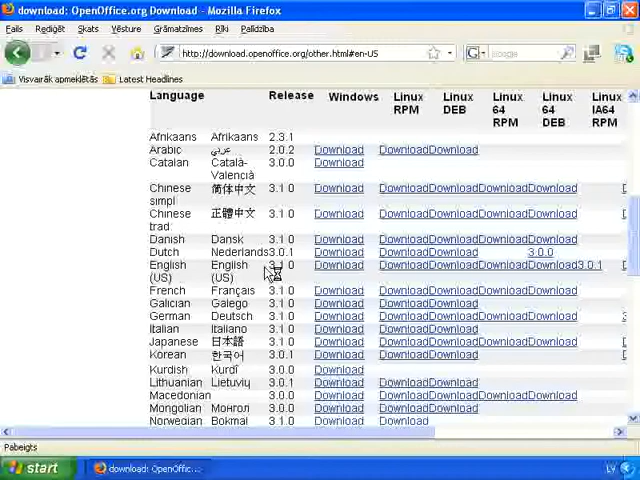 download: OpenOffice.org Download - Mozilla Firefox
Fails Rediģēt Skats Vēsture Grāmatzīmes Rīki Palīdzība
http://download.openoffice.org/other.html#en-US
Google
Visvairāk apmeklētās Latest Headlines
Language Release Windows Linux RPM Linux DEB Linux 64 RPM Linux 64 DEB Linux IA64 RPM
Afrikaans Afrikaans 2.3.1
Arabic عربي 2.0.2 Download Download Download
Catalan Català-Valencià 3.0.0 Download
Chinese simpl 简体中文 3.1.0 Download Download Download Download Download D
Chinese trad 正體中文 3.1.0 Download Download Download Download Download D
Danish Dansk 3.1.0 Download Download Download Download Download
Dutch Nederlands 3.0.1 Download Download Download 3.0.0
English (US) English (US) 3.1.0 Download Download Download Download Download 3.0.1 D
French Français 3.1.0 Download Download Download Download Download D
Galician Galego 3.1.0 Download Download Download
German Deutsch 3.1.0 Download Download Download Download Download 3
Italian Italiano 3.1.0 Download Download Download
Japanese 日本語 3.1.0 Download Download Download Download Download D
Korean 한국어 3.0.1 Download Download Download Download Download D
Kurdish Kurdî 3.0.0 Download
Lithuanian Lietuvių 3.0.1 Download Download Download
Macedonian 3.0.0 Download Download Download Download Download
Mongolian Монгол 3.0.0 Download Download Download
Norwegian Bokmal 3.1.0 Download Download Download Download Download
Pabeigts
start download: OpenOffic... LV